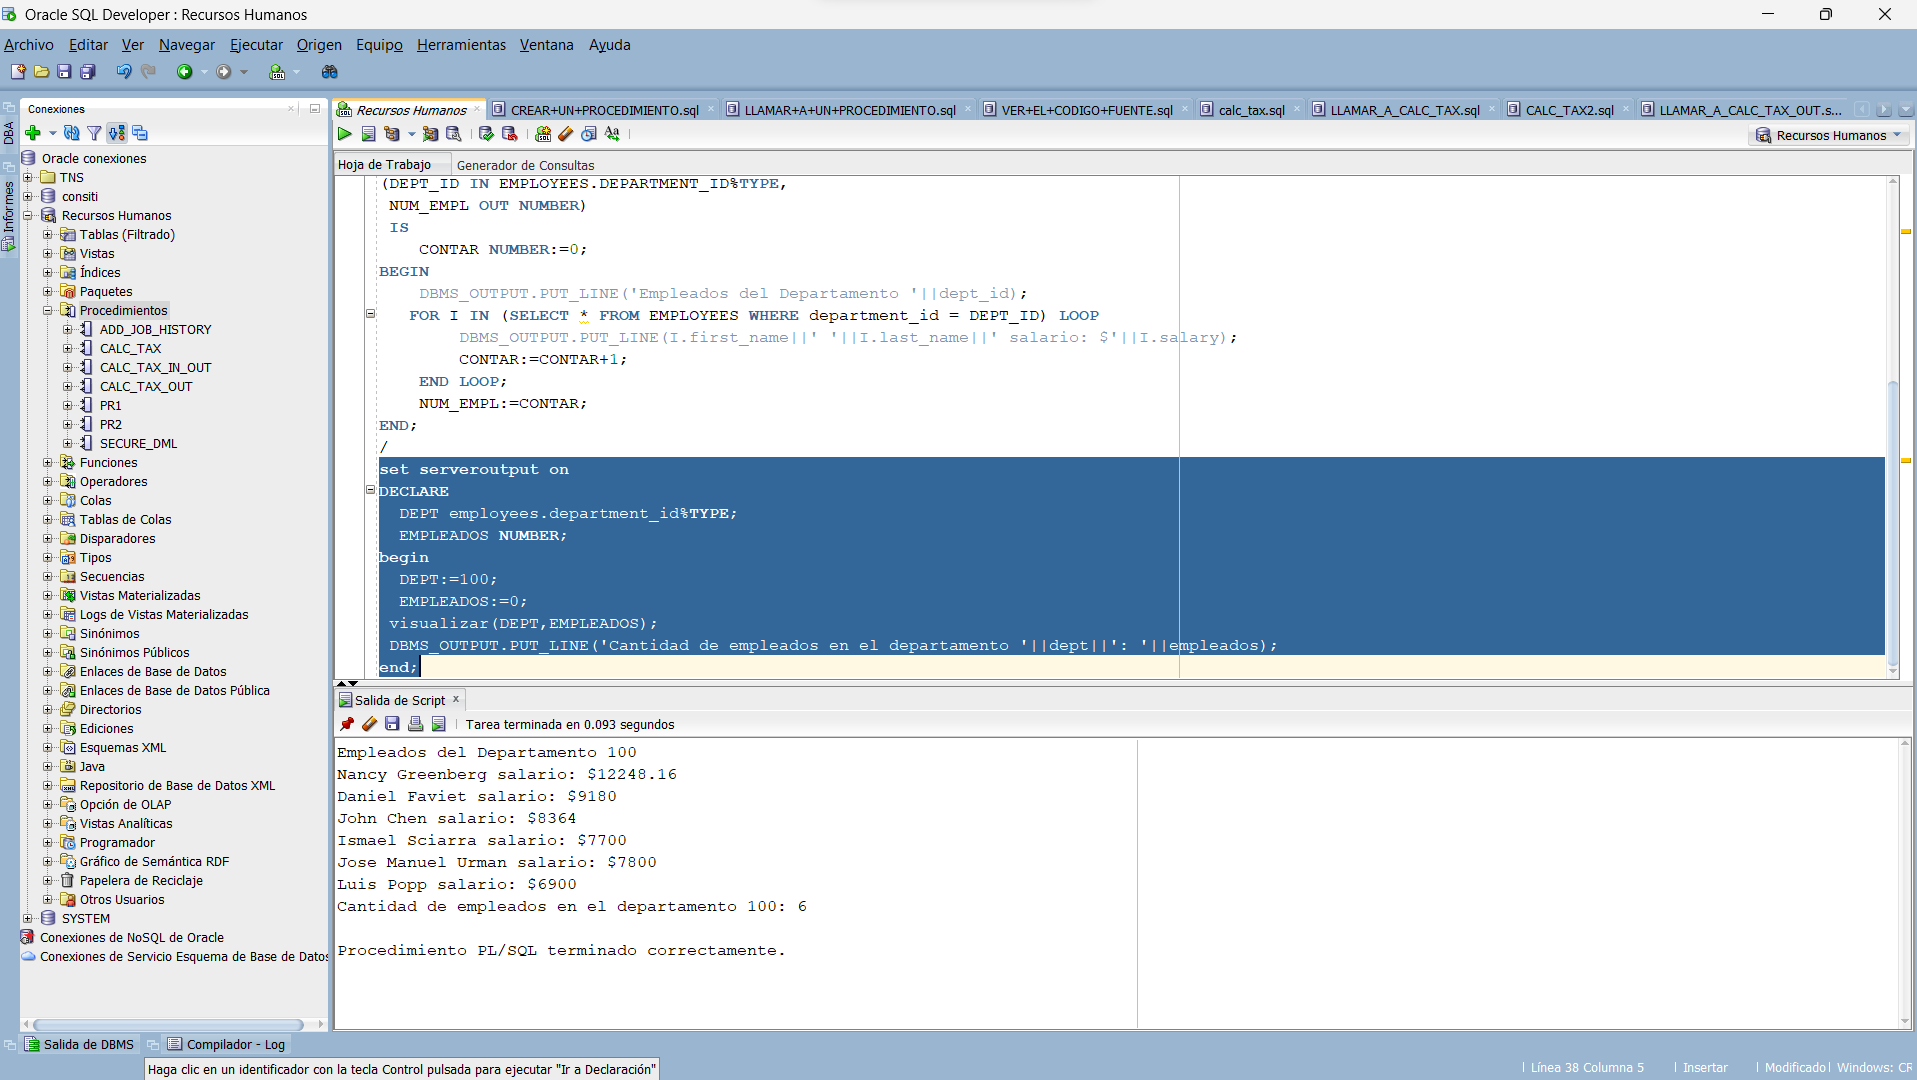 Oracle SQL Developer : Recursos Humanos
Archivo Editar Ver Navegar Ejecutar Origen Equipo Herramientas Ventana Ayuda
DBA
Informes
Conexiones
Oracle conexiones
TNS
consiti
Recursos Humanos
Tablas (Filtrado)
Vistas
Índices
Paquetes
Procedimientos
ADD_JOB_HISTORY
CALC_TAX
CALC_TAX_IN_OUT
CALC_TAX_OUT
PR1
PR2
SECURE_DML
Funciones
Operadores
Colas
Tablas de Colas
Disparadores
Tipos
Secuencias
Vistas Materializadas
Logs de Vistas Materializadas
Sinónimos
Sinónimos Públicos
Enlaces de Base de Datos
Enlaces de Base de Datos Pública
Directorios
Ediciones
Esquemas XML
Java
Repositorio de Base de Datos XML
Opción de OLAP
Vistas Analíticas
Programador
Gráfico de Semántica RDF
Papelera de Reciclaje
Otros Usuarios
SYSTEM
Conexiones de NoSQL de Oracle
Conexiones de Servicio Esquema de Base de Datos
Recursos Humanos CREAR+UN+PROCEDIMIENTO.sql LLAMAR+A+UN+PROCEDIMIENTO.sql VER+EL+CODIGO+FUENTE.sql calc_tax.sql LLAMAR_A_CALC_TAX.sql CALC_TAX2.sql LLAMAR_A_CALC_TAX_OUT.s...
Recursos Humanos
Hoja de Trabajo Generador de Consultas
(DEPT_ID IN EMPLOYEES.DEPARTMENT_ID%TYPE,
NUM_EMPL OUT NUMBER)
IS
CONTAR NUMBER:=0;
BEGIN
DBMS_OUTPUT.PUT_LINE('Empleados del Departamento '||dept_id);
FOR I IN (SELECT * FROM EMPLOYEES WHERE department_id = DEPT_ID) LOOP
DBMS_OUTPUT.PUT_LINE(I.first_name||' '||I.last_name||' salario: $'||I.salary);
CONTAR:=CONTAR+1;
END LOOP;
NUM_EMPL:=CONTAR;
END;
/
set serveroutput on
DECLARE
DEPT employees.department_id%TYPE;
EMPLEADOS NUMBER;
begin
DEPT:=100;
EMPLEADOS:=0;
visualizar(DEPT,EMPLEADOS);
DBMS_OUTPUT.PUT_LINE('Cantidad de empleados en el departamento '||dept||': '||empleados);
end;
Salida de Script
Tarea terminada en 0.093 segundos
Empleados del Departamento 100
Nancy Greenberg salario: $12248.16
Daniel Faviet salario: $9180
John Chen salario: $8364
Ismael Sciarra salario: $7700
Jose Manuel Urman salario: $7800
Luis Popp salario: $6900
Cantidad de empleados en el departamento 100: 6
Procedimiento PL/SQL terminado correctamente.
Salida de DBMS Compilador - Log
Haga clic en un identificador con la tecla Control pulsada para ejecutar "Ir a Declaración"
Línea 38 Columna 5 Insertar Modificado Windows: CR